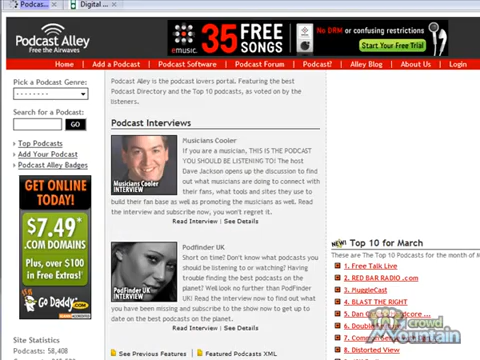 Podcas...
Digital ...
Podcast Alley
Free the Airwaves
emusic
35 FREE SONGS
No DRM or confusing restrictions
Start Your Free Trial
Home
Add a Podcast
Podcast Software
Podcast Forum
Podcast?
Alley Blog
About Us
Login
Pick a Podcast Genre:
--------
Search for a Podcast:
GO
Top Podcasts
Add Your Podcast
Podcast Alley Badges
GET ONLINE
TODAY!
$7.49*
.COM DOMAINS
Plus, over $100
in Free Extras!
Go Daddy
.com
Site Statistics
Podcasts: 58,408
Podcast Alley is the podcast lovers portal. Featuring the best
Podcast Directory and the Top 10 podcasts, as voted on by the
listeners.
Podcast Interviews
Musicians Cooler
INTERVIEW
Musicians Cooler
If you are a musician, THIS IS THE PODCAST
YOU SHOULD BE LISTENING TO! The host
Dave Jackson opens up the discussion to find
out what musicians are doing to connect with
their fans, what tools and sites they use to
build their fan base as well as promoting the musicians as well. Read
the interview and subscribe now, you won't regret it.
Read Interview | See Details
PodFinder UK
INTERVIEW
Podfinder UK
Short on time? Don't know what podcasts
you should be listening to or watching? Having
trouble finding the best podcasts on the
planet? Well look no further than PodFinder
UK! Read the interview now to find out what
you have been missing and subscribe to the show now to get up to
date on the best podcasts on the planet.
Read Interview | See Details
See Previous Features
Featured Podcasts XML
NEW!
Top 10 for March
These are The Top 10 Podcasts for the month of M
1. Free Talk Live
2. RED BAR RADIO .com
3. MuggleCast
4. BLAST THE RIGHT
5. Dan
6.
7.
8. Distorted View
crowd
Mountain